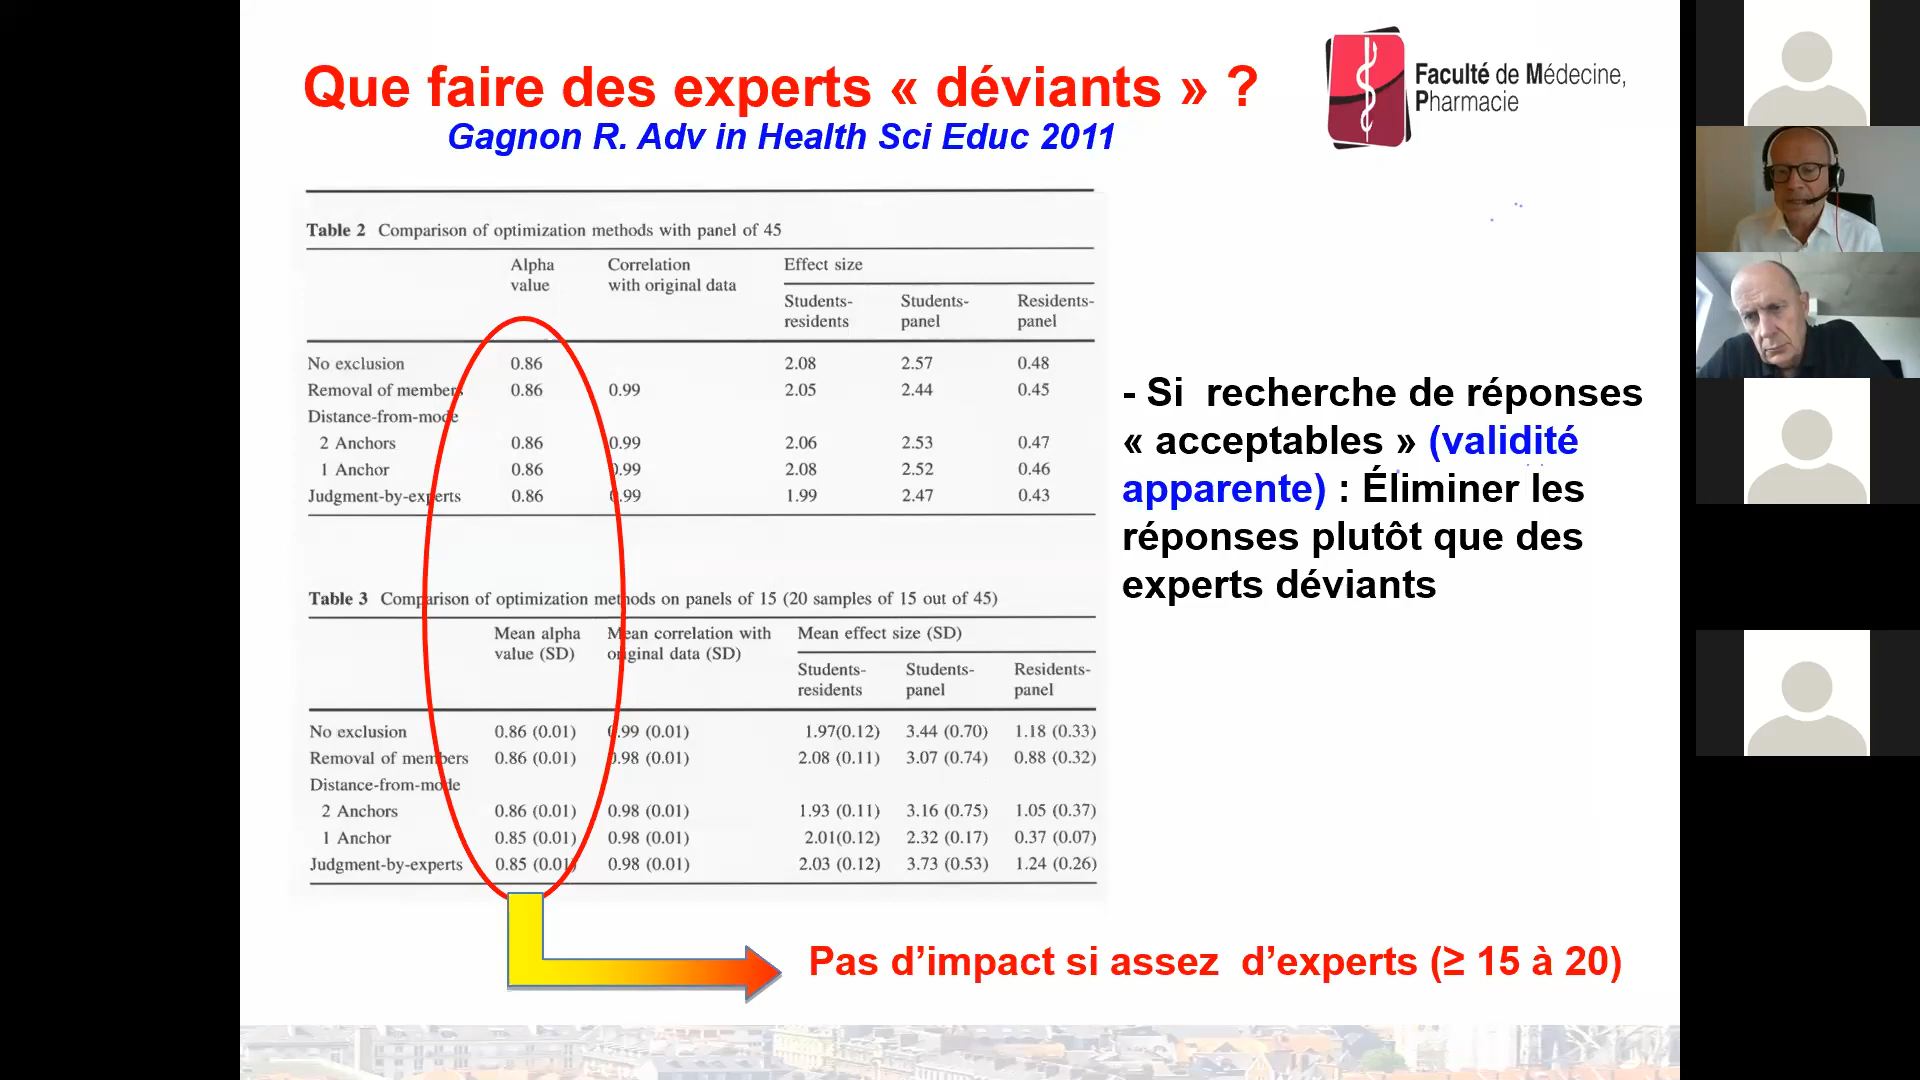 Que faire des experts « déviants » ?
Gagnon R. Adv in Health Sci Educ 2011
Faculté de Médecine,
Pharmacie
Table 2 Comparison of optimization methods with panel of 45
Alpha value Correlation with original data Effect size
Students-residents Students-panel Residents-panel
No exclusion 0.86 2.08 2.57 0.48
Removal of members 0.86 0.99 2.05 2.44 0.45
Distance-from-mode
2 Anchors 0.86 0.99 2.06 2.53 0.47
1 Anchor 0.86 0.99 2.08 2.52 0.46
Judgment-by-experts 0.86 0.99 1.99 2.47 0.43
Table 3 Comparison of optimization methods on panels of 15 (20 samples of 15 out of 45)
Mean alpha value (SD) Mean correlation with original data (SD) Mean effect size (SD)
Students-residents Students-panel Residents-panel
No exclusion 0.86 (0.01) 0.99 (0.01) 1.97(0.12) 3.44 (0.70) 1.18 (0.33)
Removal of members 0.86 (0.01) 0.98 (0.01) 2.08 (0.11) 3.07 (0.74) 0.88 (0.32)
Distance-from-mode
2 Anchors 0.86 (0.01) 0.98 (0.01) 1.93 (0.11) 3.16 (0.75) 1.05 (0.37)
1 Anchor 0.85 (0.01) 0.98 (0.01) 2.01(0.12) 2.32 (0.17) 0.37 (0.07)
Judgment-by-experts 0.85 (0.01) 0.98 (0.01) 2.03 (0.12) 3.73 (0.53) 1.24 (0.26)
- Si recherche de réponses
« acceptables » (validité
apparente) : Éliminer les
réponses plutôt que des
experts déviants
Pas d’impact si assez d’experts (≥ 15 à 20)